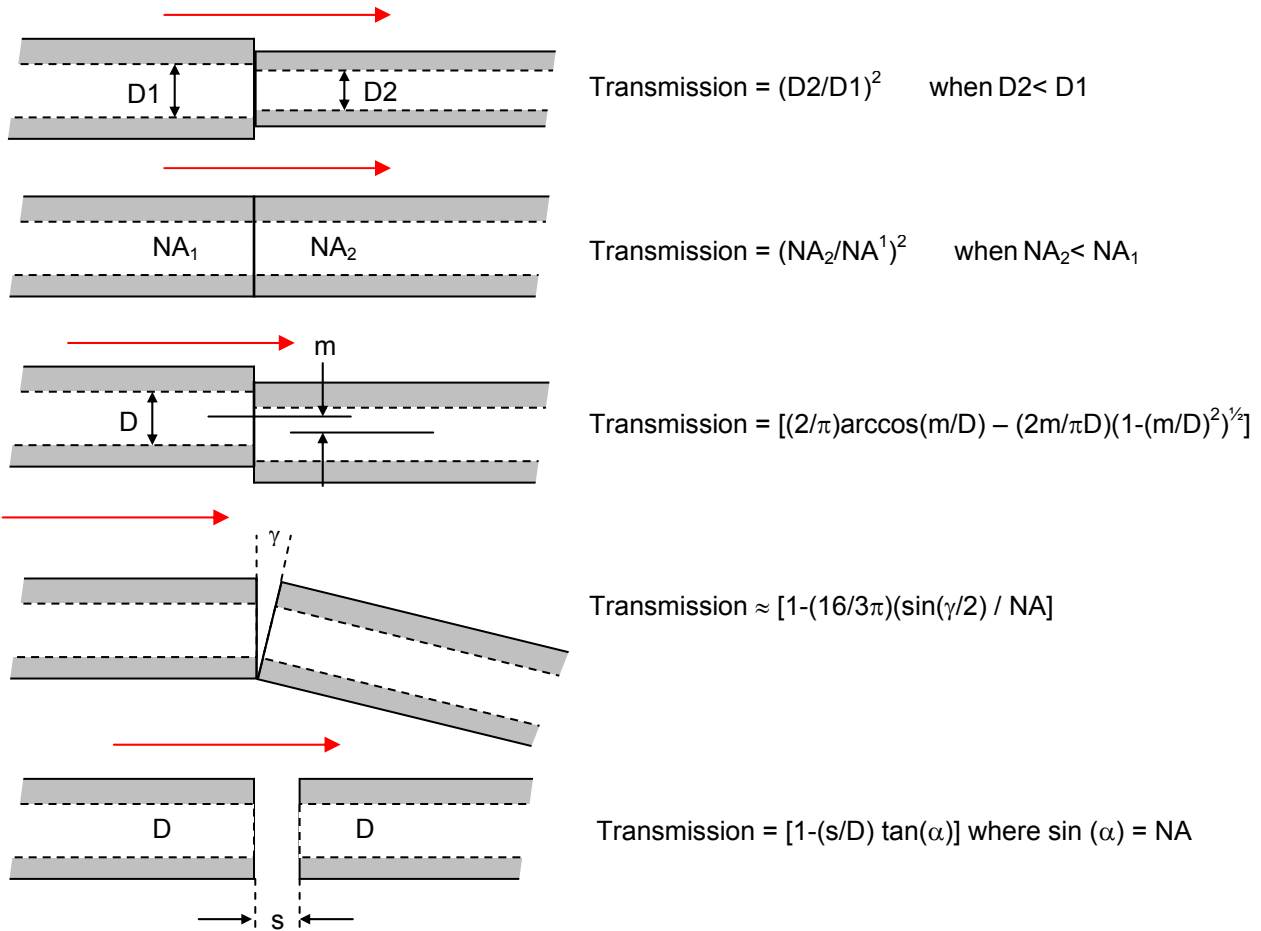 D1 D2 Transmission = (D2/D1)² when D2< D1
NA₁ NA₂ Transmission = (NA₂/NA¹)² when NA₂< NA₁
m
D Transmission = [(2/π)arccos(m/D) – (2m/πD)(1-(m/D)²)^½]
γ
Transmission ≈ [1-(16/3π)(sin(γ/2) / NA]
D D Transmission = [1-(s/D) tan(α)] where sin (α) = NA
s